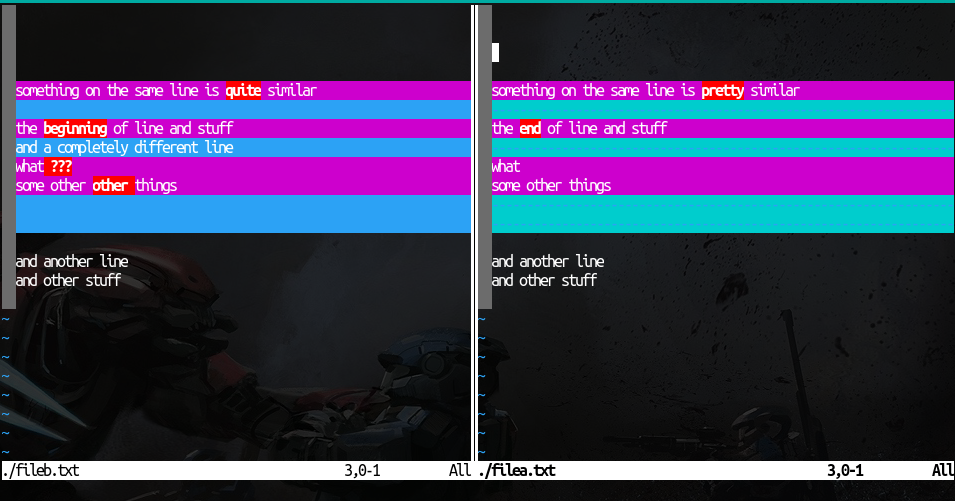 something on the same line is quite similar
the beginning of line and stuff
and a completely different line
what ???
some other other things
and another line
and other stuff
~
~
~
~
~
~
~
~
./fileb.txt 3,0-1 All
something on the same line is pretty similar
the end of line and stuff
what
some other things
and another line
and other stuff
~
~
~
~
~
~
~
~
./filea.txt 3,0-1 All